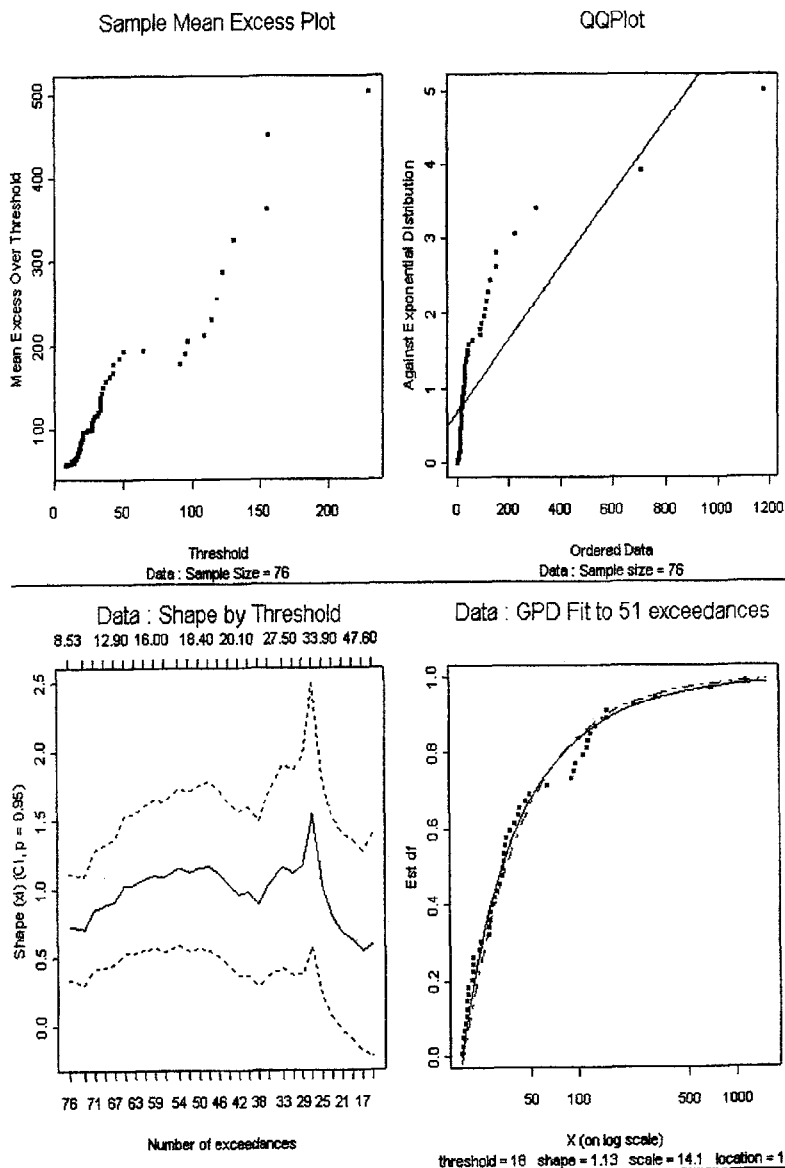 Sample Mean Excess Plot
Mean Excess Over Threshold
500
400
300
200
100
0
50
100
150
200
Threshold
Data : Sample Size = 76
QQPlot
Against Exponential Distribution
5
4
3
2
1
0
0
200
400
600
800
1000
1200
Ordered Data
Data : Sample size = 76
Data : Shape by Threshold
8.53 12.90 16.00 18.40 20.10 27.50 33.90 47.60
Shape (xi) (CI, p = 0.95)
2.5
2.0
1.5
1.0
0.5
0.0
76 71 67 63 59 54 50 46 42 38 33 29 25 21 17
Number of exceedances
Data : GPD Fit to 51 exceedances
Est df
1.0
0.8
0.6
0.4
0.2
0.0
50
100
500
1000
X (on log scale)
threshold = 18 shape = 1.13 scale = 14.1 location = 1